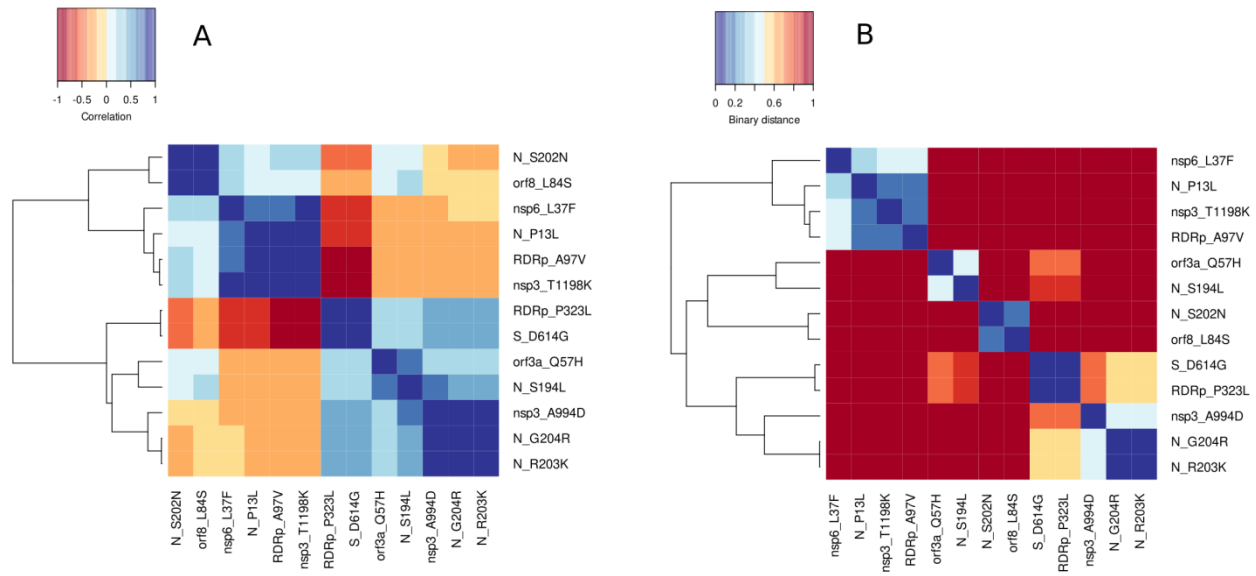 A
-1 -0.5 0 0.5 1
Correlation
N_S202N
orf8_L84S
nsp6_L37F
N_P13L
RDRp_A97V
nsp3_T1198K
RDRp_P323L
S_D614G
orf3a_Q57H
N_S194L
nsp3_A994D
N_G204R
N_R203K
N_S202N
orf8_L84S
nsp6_L37F
N_P13L
RDRp_A97V
nsp3_T1198K
RDRp_P323L
S_D614G
orf3a_Q57H
N_S194L
nsp3_A994D
N_G204R
N_R203K
B
0 0.2 0.6 1
Binary distance
nsp6_L37F
N_P13L
nsp3_T1198K
RDRp_A97V
orf3a_Q57H
N_S194L
N_S202N
orf8_L84S
S_D614G
RDRp_P323L
nsp3_A994D
N_G204R
N_R203K
nsp6_L37F
N_P13L
nsp3_T1198K
RDRp_A97V
orf3a_Q57H
N_S194L
N_S202N
orf8_L84S
S_D614G
RDRp_P323L
nsp3_A994D
N_G204R
N_R203K